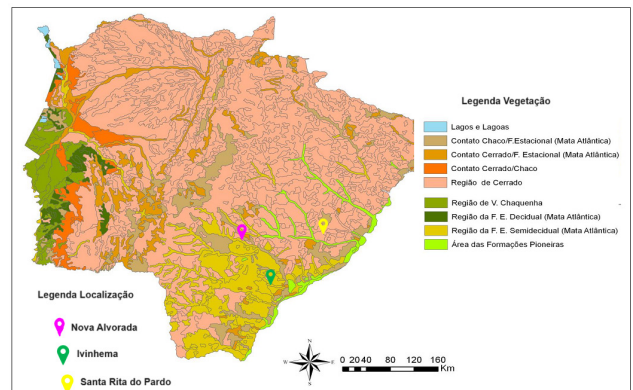 Legenda Vegetação
Lagos e Lagoas
Contato Chaco/F.Estacional (Mata Atlântica)
Contato Cerrado/F. Estacional (Mata Atlântica)
Contato Cerrado/Chaco
Região de Cerrado
Região de V. Chaquenha
Região da F. E. Decidual (Mata Atlântica)
Região da F. E. Semidecidual (Mata Atlântica)
Área das Formações Pioneiras
Legenda Localização
Nova Alvorada
Ivinhema
Santa Rita do Pardo
N
W E
S
0 20 40 80 120 160
Km